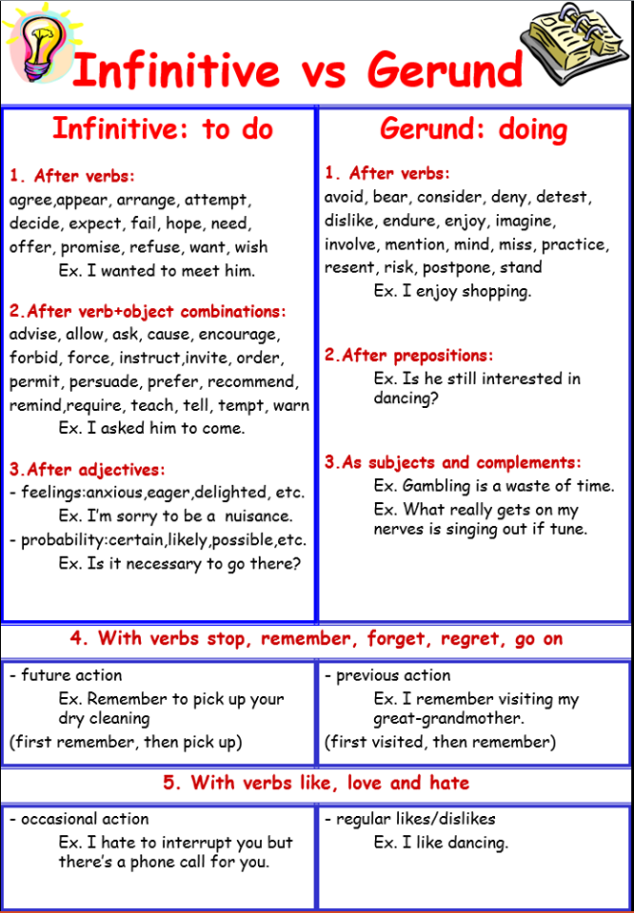 Infinitive vs Gerund
Infinitive: to do
1. After verbs:
agree,appear, arrange, attempt,
decide, expect, fail, hope, need,
offer, promise, refuse, want, wish
Ex. I wanted to meet him.
2.After verb+object combinations:
advise, allow, ask, cause, encourage,
forbid, force, instruct,invite, order,
permit, persuade, prefer, recommend,
remind,require, teach, tell, tempt, warn
Ex. I asked him to come.
3.After adjectives:
- feelings:anxious,eager,delighted, etc.
Ex. I’m sorry to be a nuisance.
- probability:certain,likely,possible,etc.
Ex. Is it necessary to go there?
Gerund: doing
1. After verbs:
avoid, bear, consider, deny, detest,
dislike, endure, enjoy, imagine,
involve, mention, mind, miss, practice,
resent, risk, postpone, stand
Ex. I enjoy shopping.
2.After prepositions:
Ex. Is he still interested in
dancing?
3.As subjects and complements:
Ex. Gambling is a waste of time.
Ex. What really gets on my
nerves is singing out if tune.
4. With verbs stop, remember, forget, regret, go on
- future action
Ex. Remember to pick up your
dry cleaning
(first remember, then pick up)
- previous action
Ex. I remember visiting my
great-grandmother.
(first visited, then remember)
5. With verbs like, love and hate
- occasional action
Ex. I hate to interrupt you but
there’s a phone call for you.
- regular likes/dislikes
Ex. I like dancing.